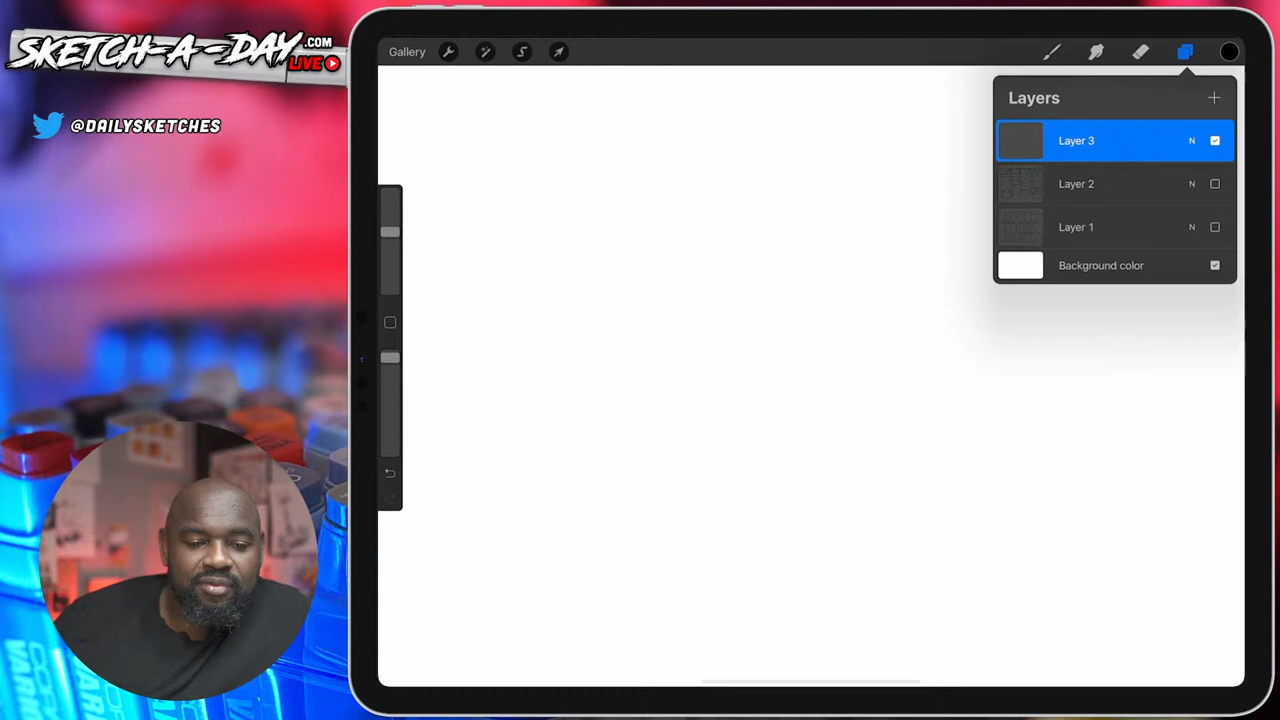 SKETCH-A-DAY.COM
LIVE
@DAILYSKETCHES
Gallery
Layers
Layer 3 N
Layer 2 N
Layer 1 N
Background color